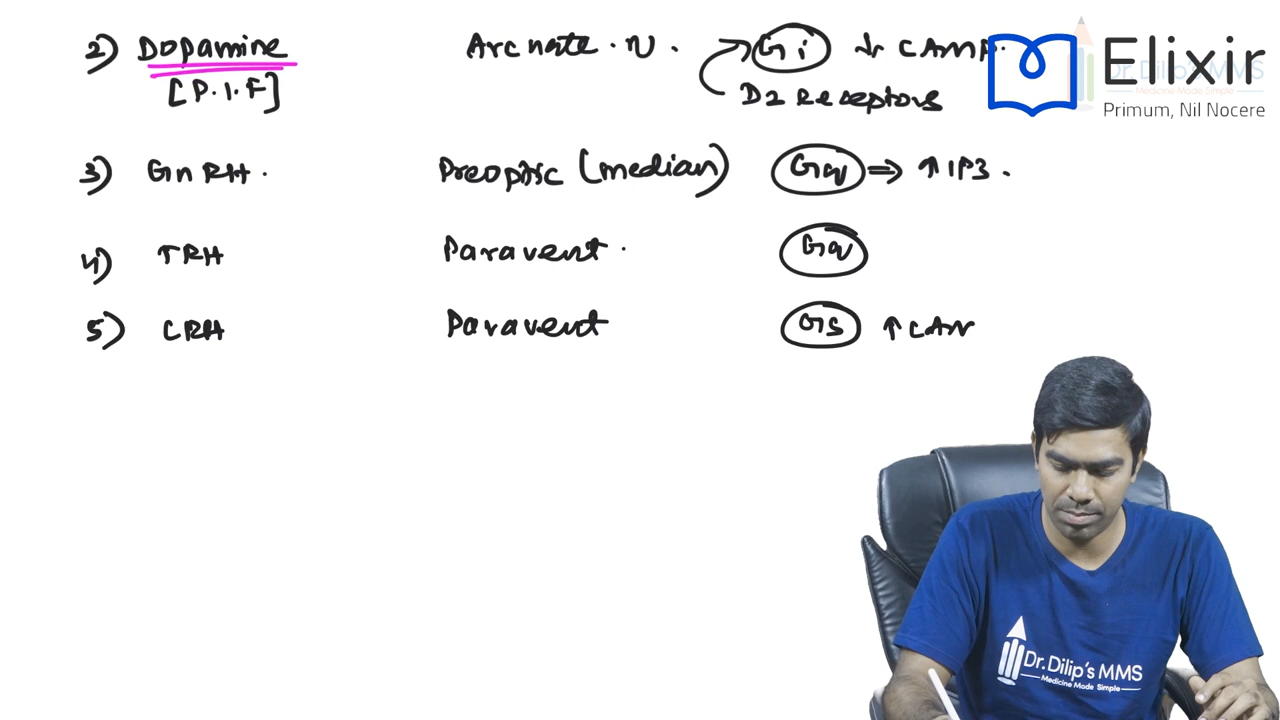 2) Dopamine Arcuate . N . Gi ↓ CAMP.
[P.I.F] D2 Receptors
Elixir
Dr. Dilip's MMS
Medicine Made Simple
Primum, Nil Nocere
3) GnRH . Preoptic (median) Gq ⇒ ↑ IP3 .
4) TRH Paravent . Gq
5) CRH Paravent Gs ↑ CAM
Dr.Dilip's MMS
Medicine Made Simple